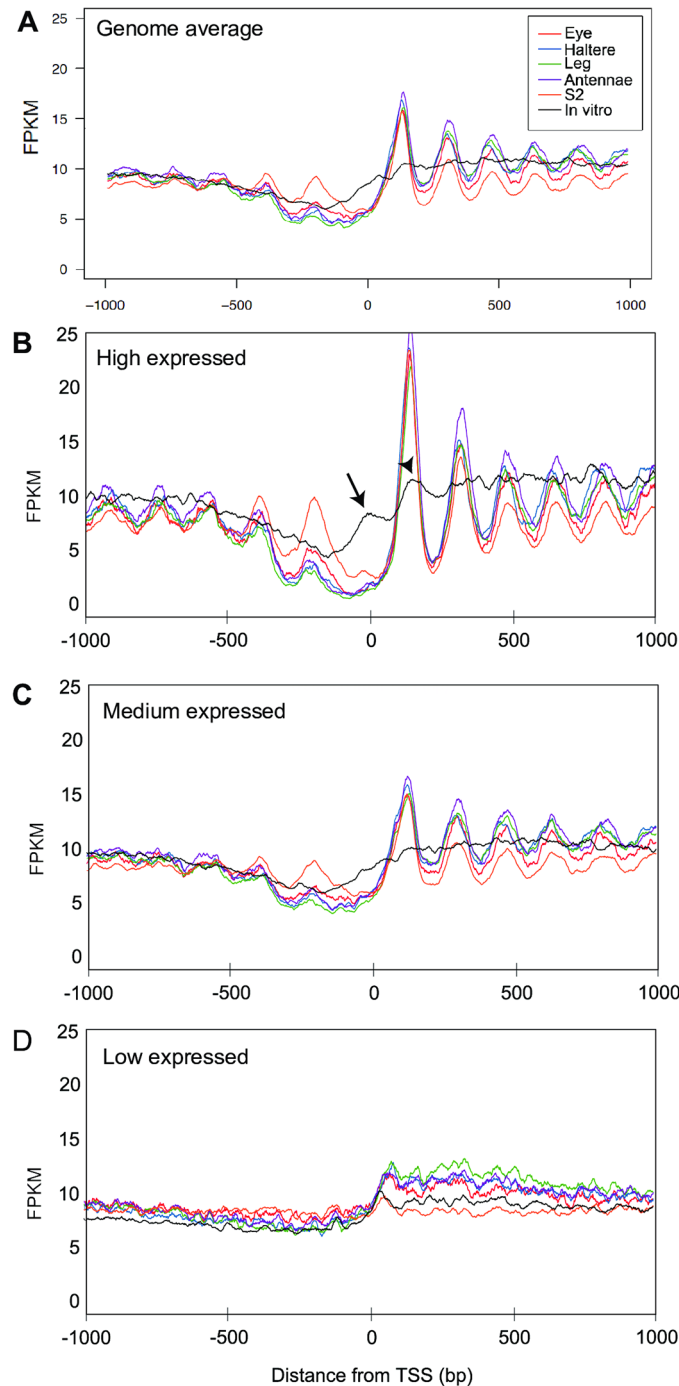 A
Genome average
Eye
Haltere
Leg
Antennae
S2
In vitro
FPKM
25
20
15
10
5
0
−1000 −500 0 500 1000
B
High expressed
FPKM
25
20
15
10
5
0
-1000 -500 0 500 1000
C
Medium expressed
FPKM
25
20
15
10
5
0
-1000 -500 0 500 1000
D
Low expressed
FPKM
25
20
15
10
5
0
-1000 -500 0 500 1000
Distance from TSS (bp)